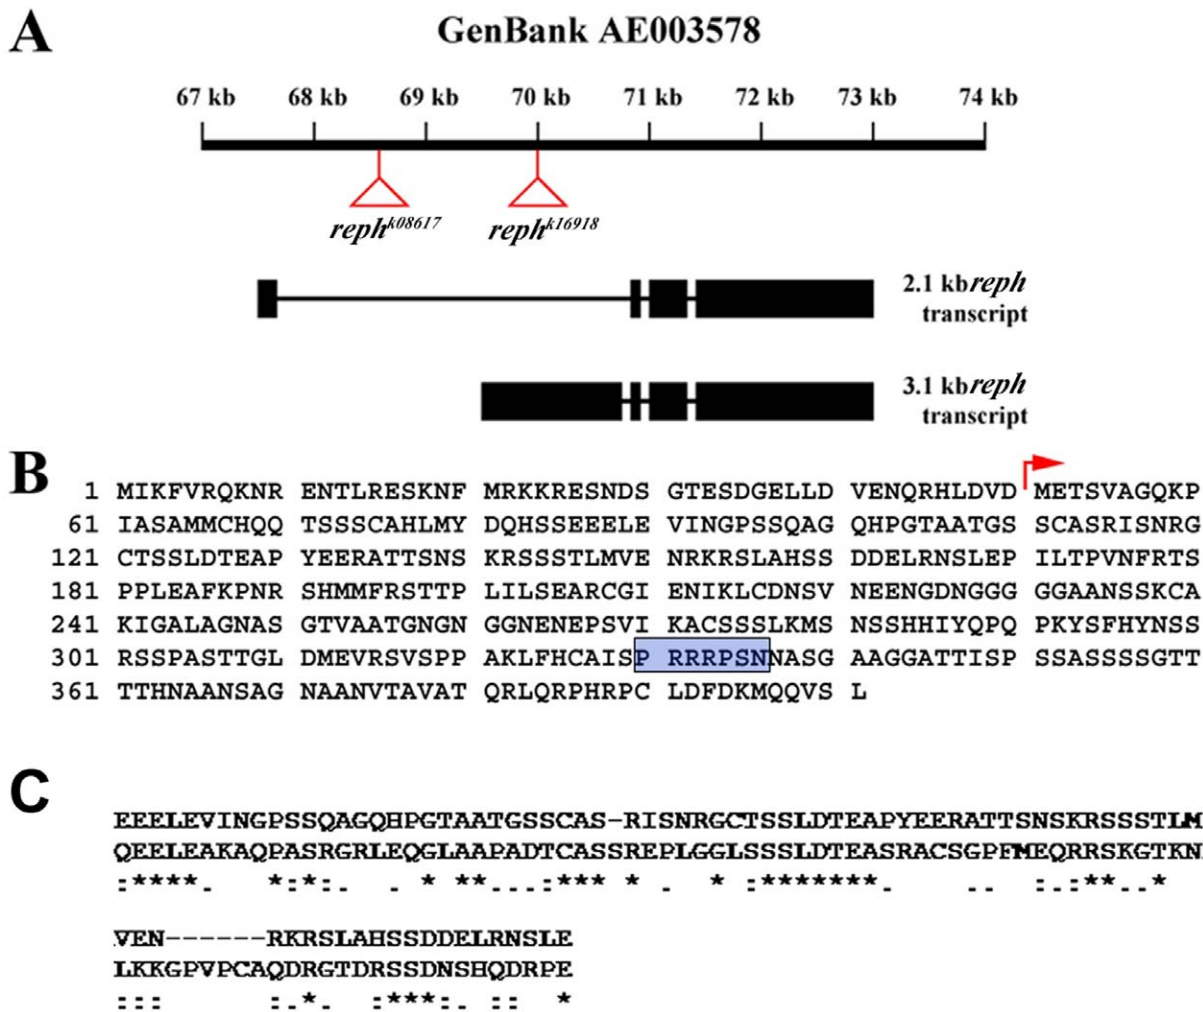 A
GenBank AE003578
67 kb 68 kb 69 kb 70 kb 71 kb 72 kb 73 kb 74 kb
rephk08617 rephk16918
2.1 kb reph
transcript
3.1 kb reph
transcript
B
1 MIKFVRQKNR ENTLRESKNF MRKKRESNDS GTESDGELLD VENQRHLDVD METSVAGQKP
61 IASAMMCHQQ TSSSCAHLMY DQHSSEEELE VINGPSSQAG QHPGTAATGS SCASRISNRG
121 CTSSLDTEAP YEERATTSNS KRSSSTLMVE NRKRSLAHSS DDELRNSLEP ILTPVNFRTS
181 PPLEAFKPNR SHMMFRSTTP LILSEARCGI ENIKLCDNSV NEENGDNGGG GGAANSSKCA
241 KIGALAGNAS GTVAATGNGN GGNENEPSVI KACSSSLKMS NSSHHIYQPQ PKYSFHYNSS
301 RSSPASTTGL DMEVRSVSPP AKLFHCAISP RRRPSNNASG AAGGATTISP SSASSSSGTT
361 TTHNAANSAG NAANVTAVAT QRLQRPHRPC LDFDKMQQVS L
C
EEELEVINGPSSQAGQHPGTAATGSSCAS-RISNRGCTSSLDTEAPYEERATTSNSKRSSSTLM
QEELEAKAQPASRGRLEQGLAAPADTCASSREPLGGLSSSLDTEASRACSGPFMEQRRSKGTKN
:****.   *:*:.  . * **...:*** * .  * :*******.    ..  :.:**..*
VEN------RKRSLAHSSDDELRNSLE
LKKGPVPCAQDRGTDRSSDNSHQDRPE
:::      :.*.  :***:. ::  *